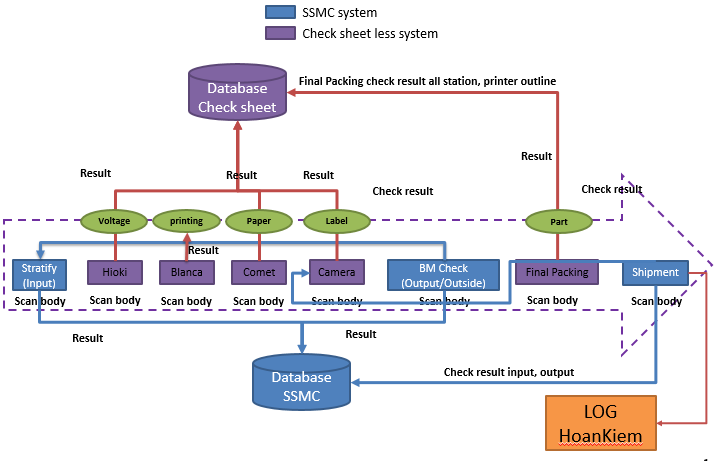 SSMC system
Check sheet less system
Final Packing check result all station, printer outline
Database
Check sheet
Result
Result
Result
Result
Check result
Check result
Voltage
printing
Paper
Label
Part
Result
Stratify
(Input)
Hioki
Blanca
Comet
Camera
BM Check
(Output/Outside)
Final Packing
Shipment
Scan body
Scan body
Scan body
Scan body
Scan body
Scan body
Scan body
Scan body
Result
Result
Database
SSMC
Check result input, output
LOG
HoanKiem